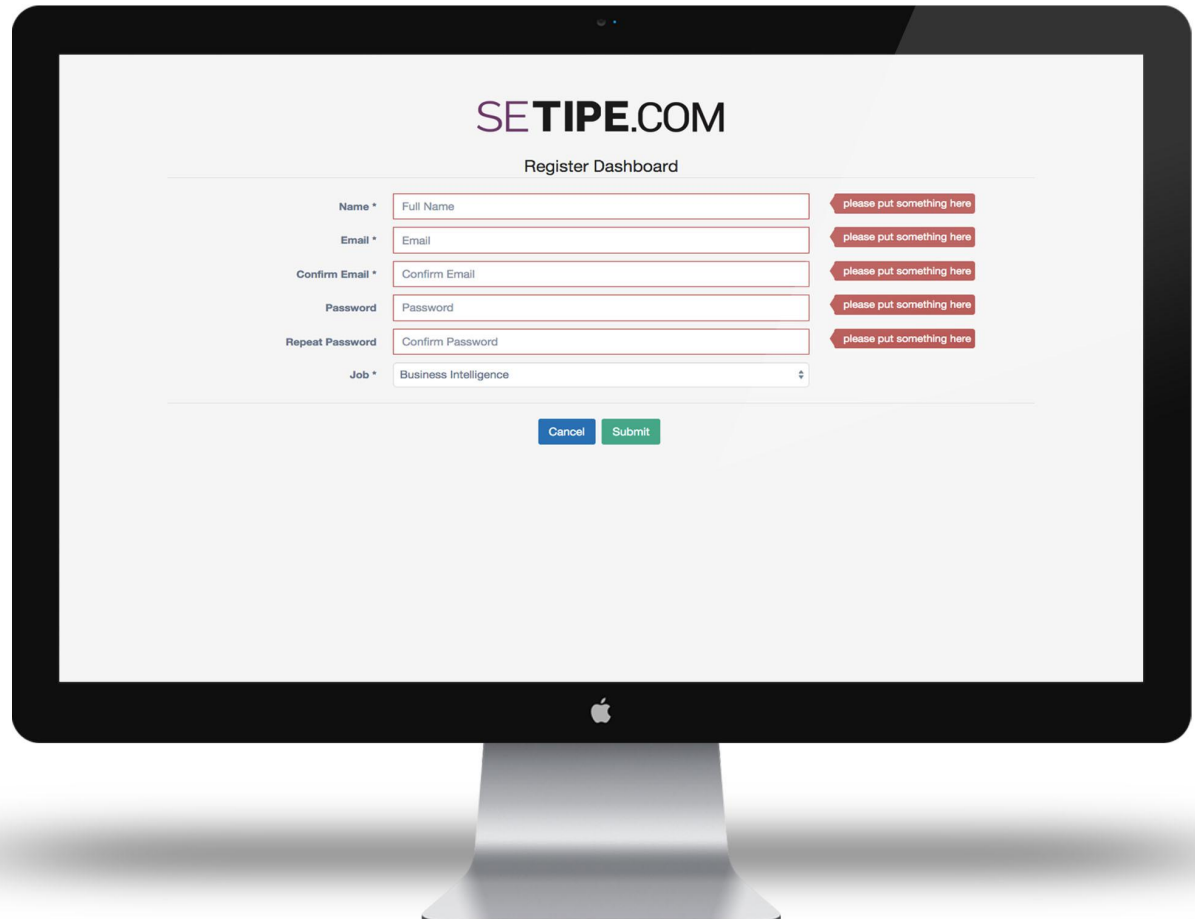 SETIPE.COM
Register Dashboard
Name * Full Name please put something here
Email * Email please put something here
Confirm Email * Confirm Email please put something here
Password Password please put something here
Repeat Password Confirm Password please put something here
Job * Business Intelligence
Cancel Submit